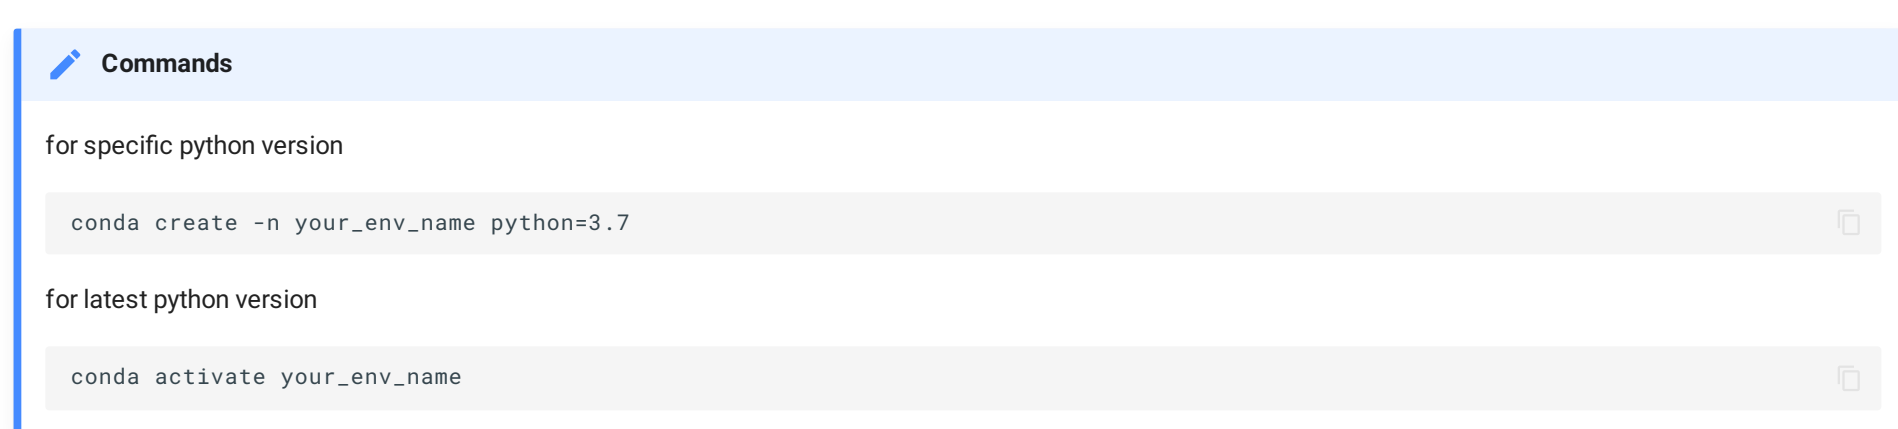 Commands
for specific python version
conda create -n your_env_name python=3.7
for latest python version
conda activate your_env_name